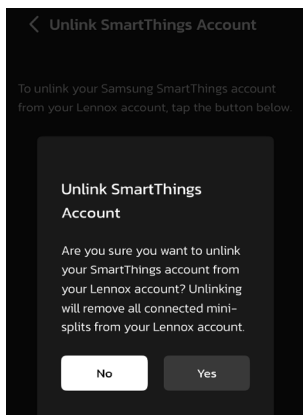 Unlink SmartThings Account
To unlink your Samsung SmartThings account
from your Lennox account, tap the button below.
Unlink SmartThings
Account
Are you sure you want to unlink
your SmartThings account from
your Lennox account? Unlinking
will remove all connected mini-
splits from your Lennox account.
No Yes